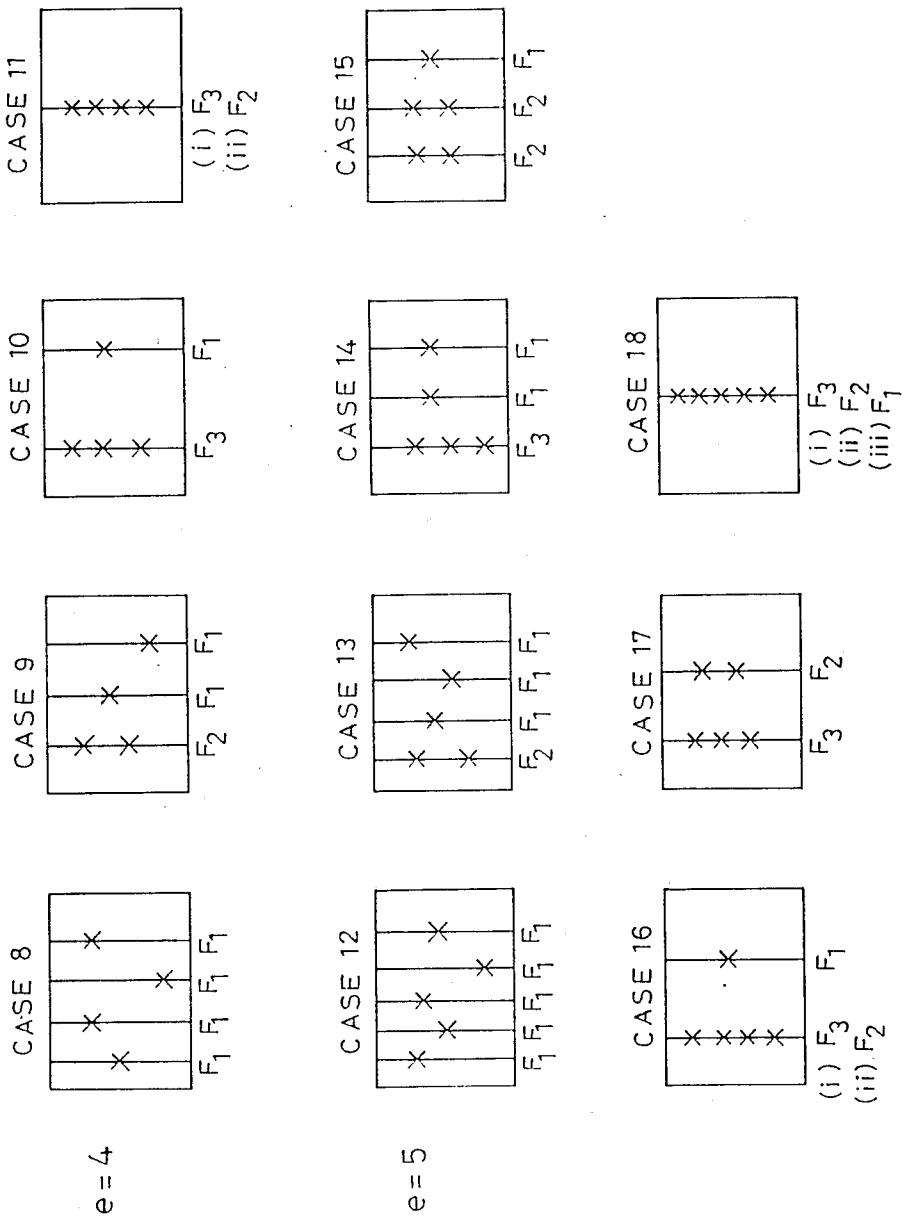 e = 4
CASE 8
F1 F1 F1 F1
CASE 9
F2 F1 F1
CASE 10
F3 F1
CASE 11
(i) F3
(ii) F2
e = 5
CASE 12
F1 F1 F1 F1 F1
CASE 13
F2 F1 F1 F1
CASE 14
F3 F1 F1
CASE 15
F2 F2 F1
CASE 16
(i) F3 F1
(ii) F2
CASE 17
F3 F2
CASE 18
(i) F3
(ii) F2
(iii) F1